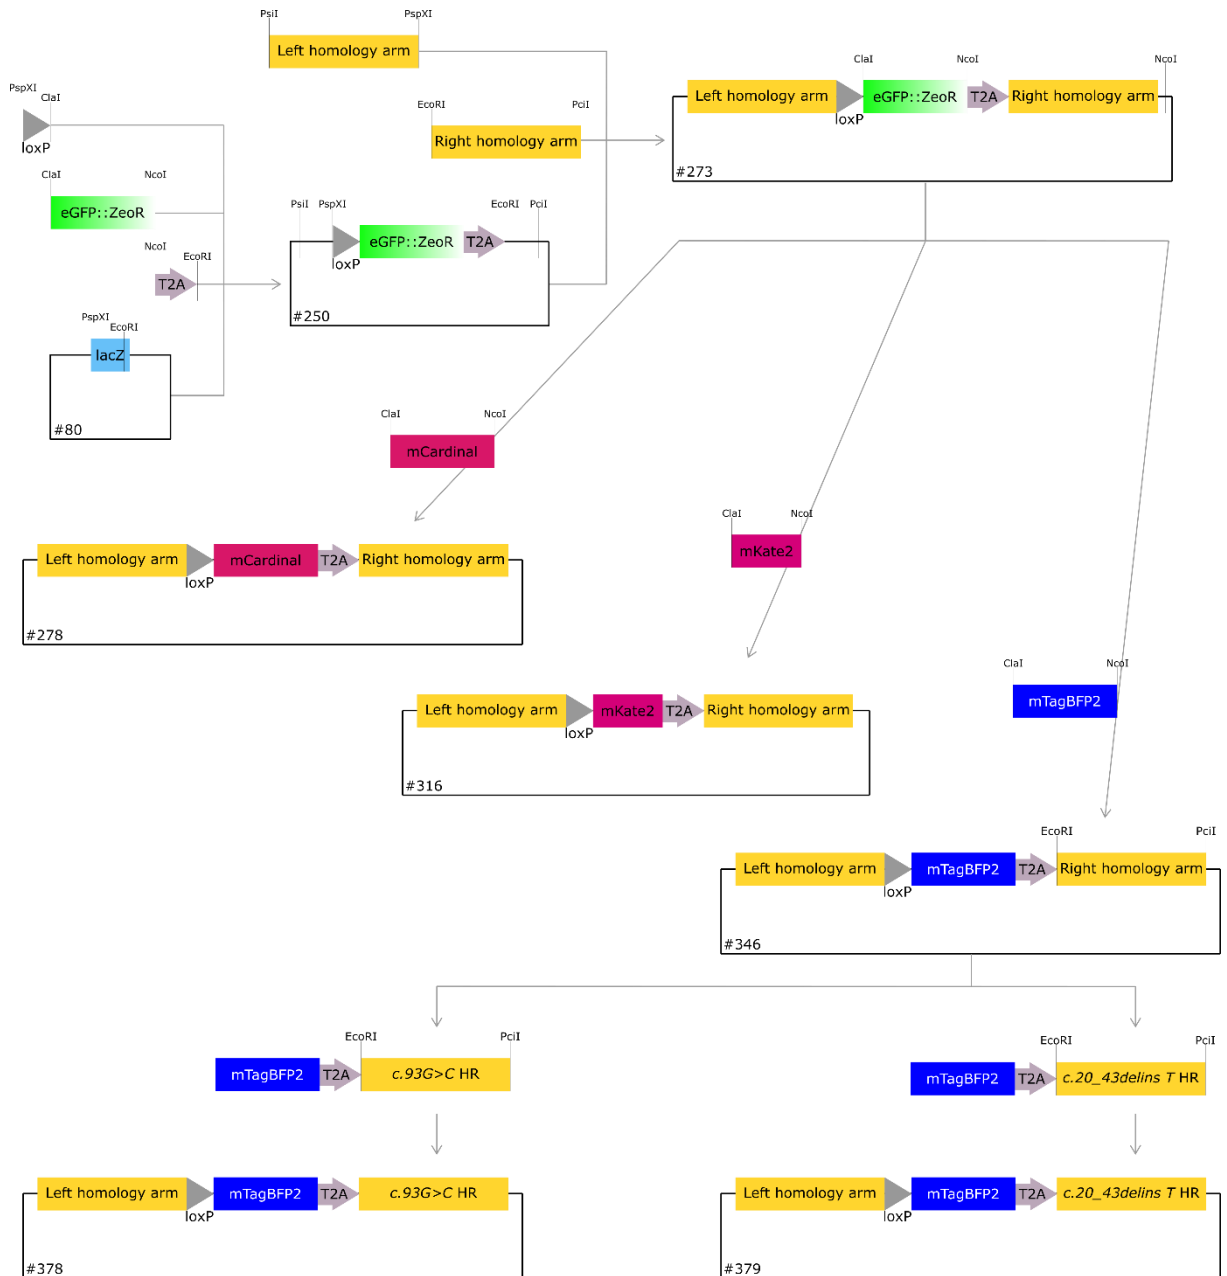 PsiI
PspXI
Left homology arm
EcoRI
PciI
Right homology arm
PspXI
ClaI
loxP
ClaI
NcoI
eGFP::ZeoR
NcoI
EcoRI
T2A
PspXI
EcoRI
lacZ
#80
PsiI
PspXI
EcoRI
PciI
eGFP::ZeoR
T2A
loxP
#250
ClaI
NcoI
NcoI
Left homology arm
eGFP::ZeoR
T2A
Right homology arm
loxP
#273
ClaI
NcoI
mCardinal
Left homology arm
mCardinal
T2A
Right homology arm
loxP
#278
ClaI
NcoI
mKate2
Left homology arm
mKate2
T2A
Right homology arm
loxP
#316
ClaI
NcoI
mTagBFP2
EcoRI
PciI
Left homology arm
mTagBFP2
T2A
Right homology arm
loxP
#346
EcoRI
PciI
mTagBFP2
T2A
c.93G>C HR
EcoRI
PciI
mTagBFP2
T2A
c.20_43delins T HR
Left homology arm
mTagBFP2
T2A
c.93G>C HR
loxP
#378
Left homology arm
mTagBFP2
T2A
c.20_43delins T HR
loxP
#379